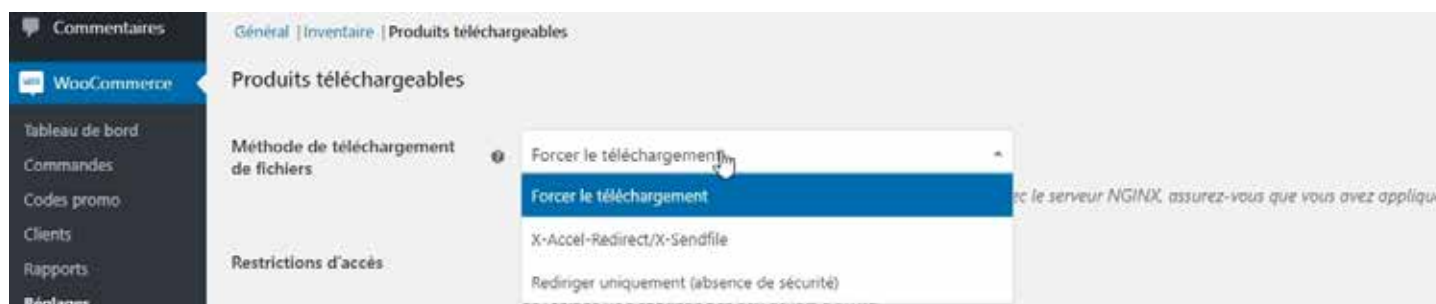 Commentaires
Général | Inventaire | Produits téléchargeables
WooCommerce
Produits téléchargeables
Tableau de bord
Méthode de téléchargement
de fichiers
Forcer le téléchargement
Commandes
Codes promo
Forcer le téléchargement
ec le serveur NGINX, assurez-vous que vous avez appliqu
Clients
X-Accel-Redirect/X-Sendfile
Rapports
Restrictions d'accès
Rediriger uniquement (absence de sécurité)
Réglages